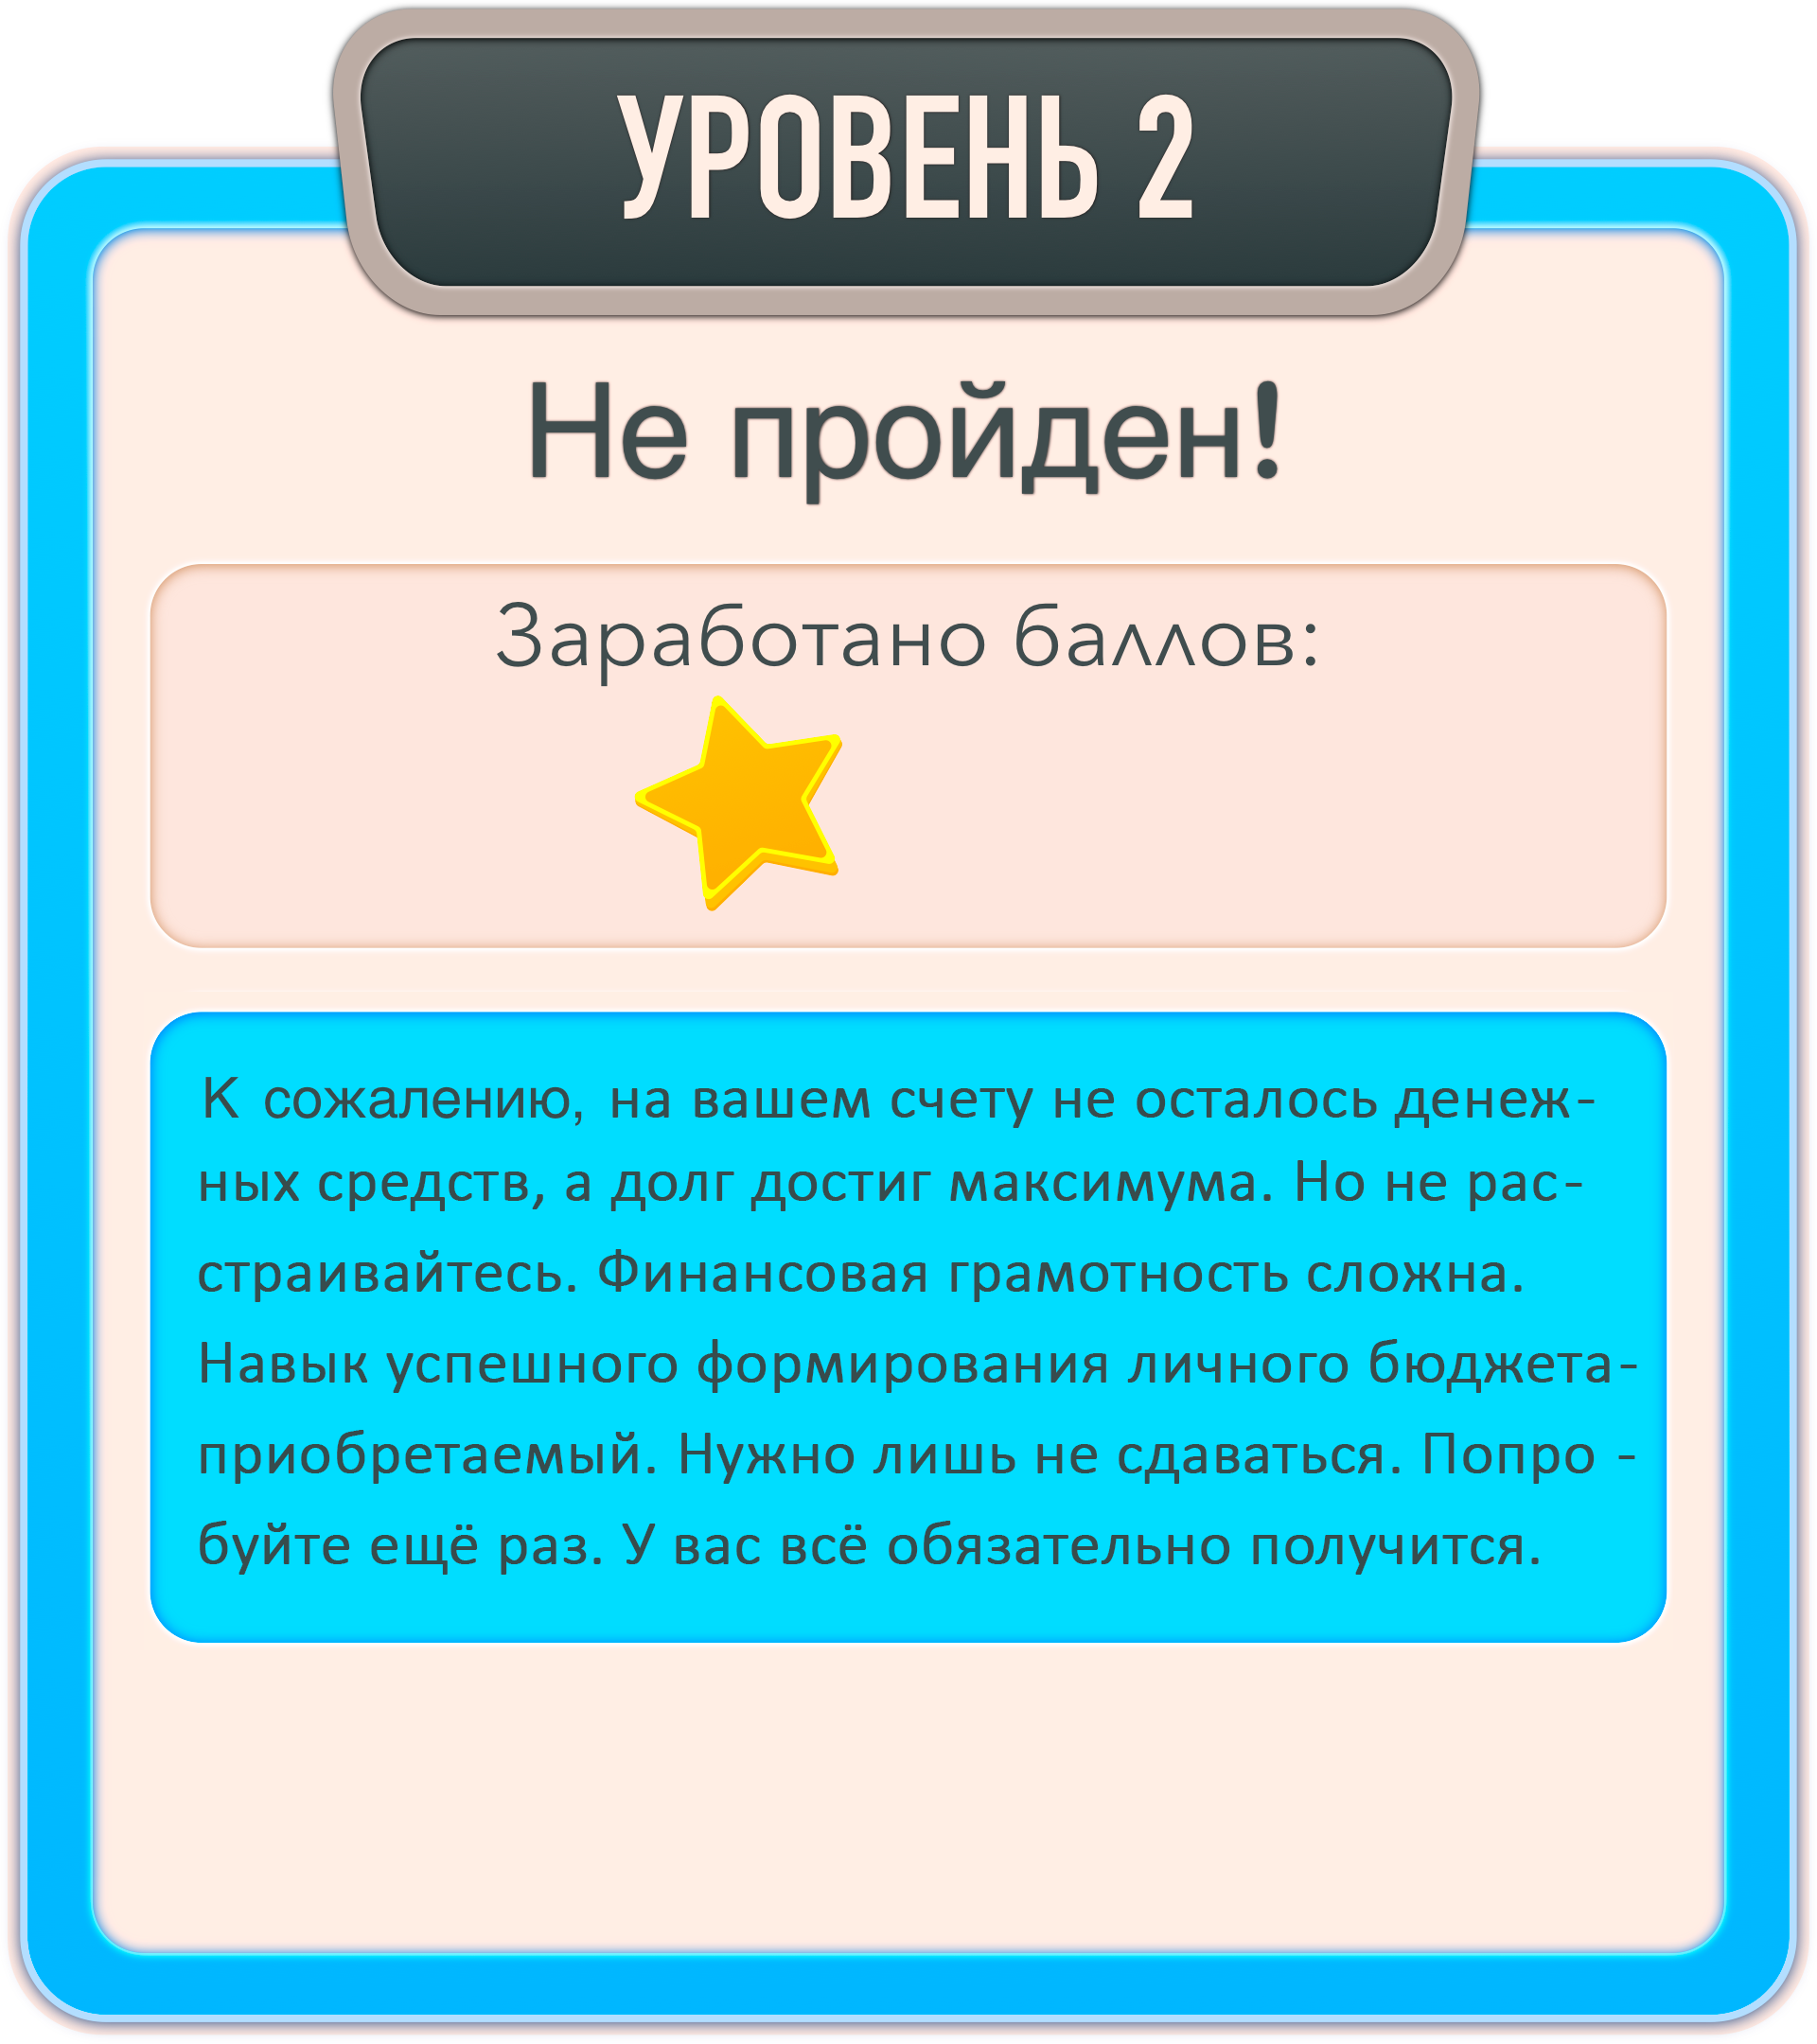 УРОВЕНЬ 2
Не пройден!
Заработано баллов:
К сожалению, на вашем счету не осталось денеж-
ных средств, а долг достиг максимума. Но не рас-
страивайтесь. Финансовая грамотность сложна.
Навык успешного формирования личного бюджета-
приобретаемый. Нужно лишь не сдаваться. Попро -
буйте ещё раз. У вас всё обязательно получится.